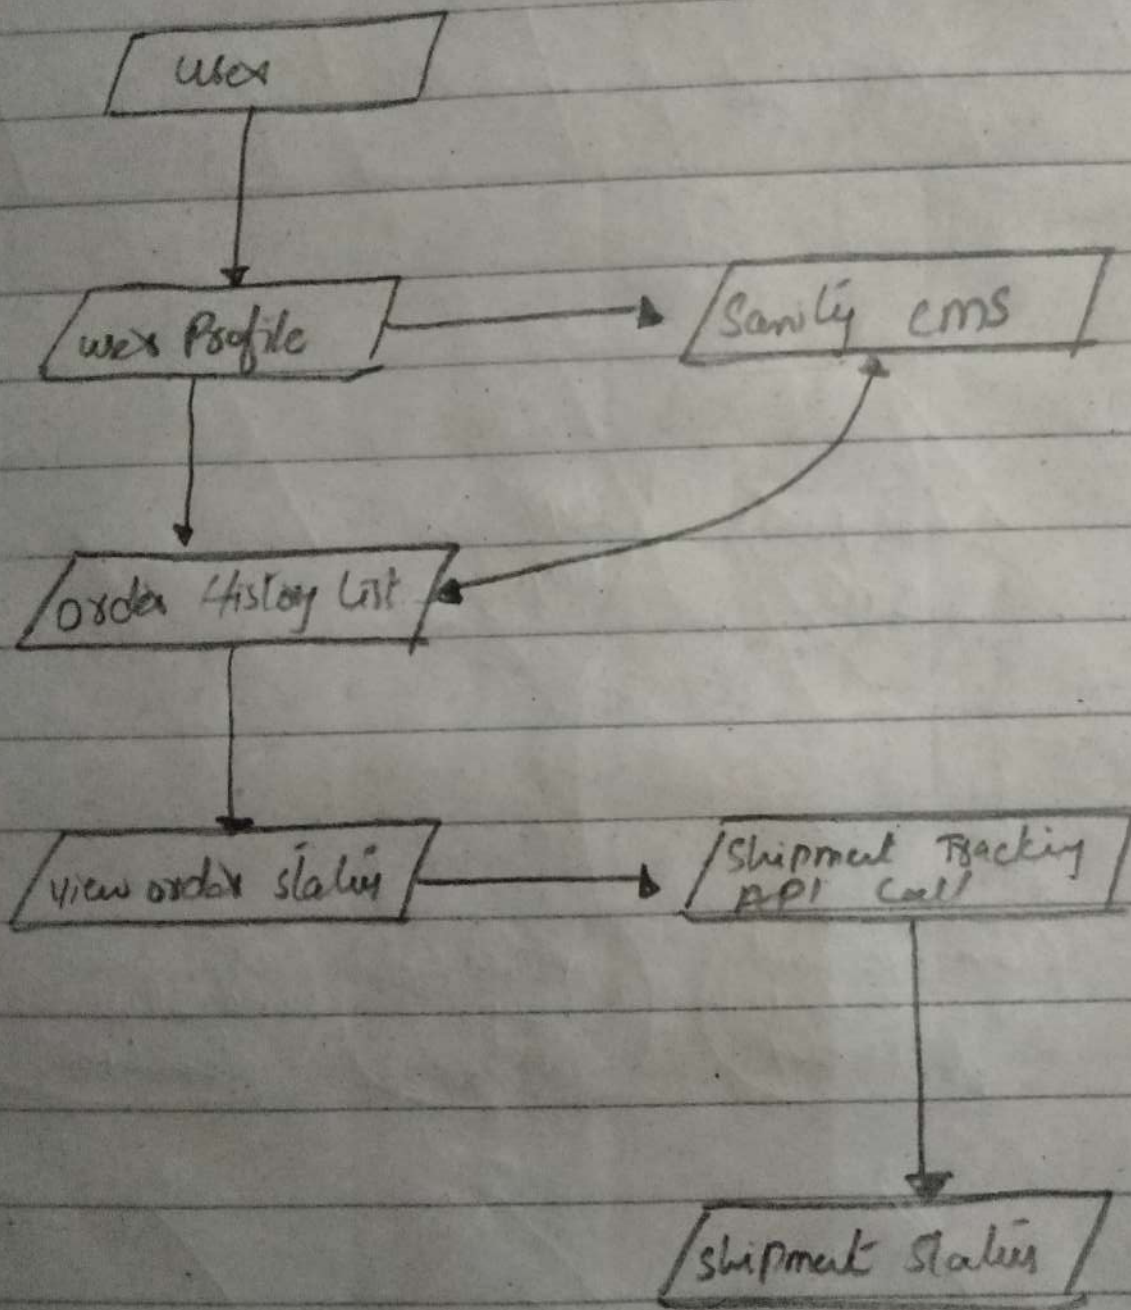 User
User Profile
Sanity CMS
Order History List
View order status
Shipment Tracking
API Call
Shipment Status